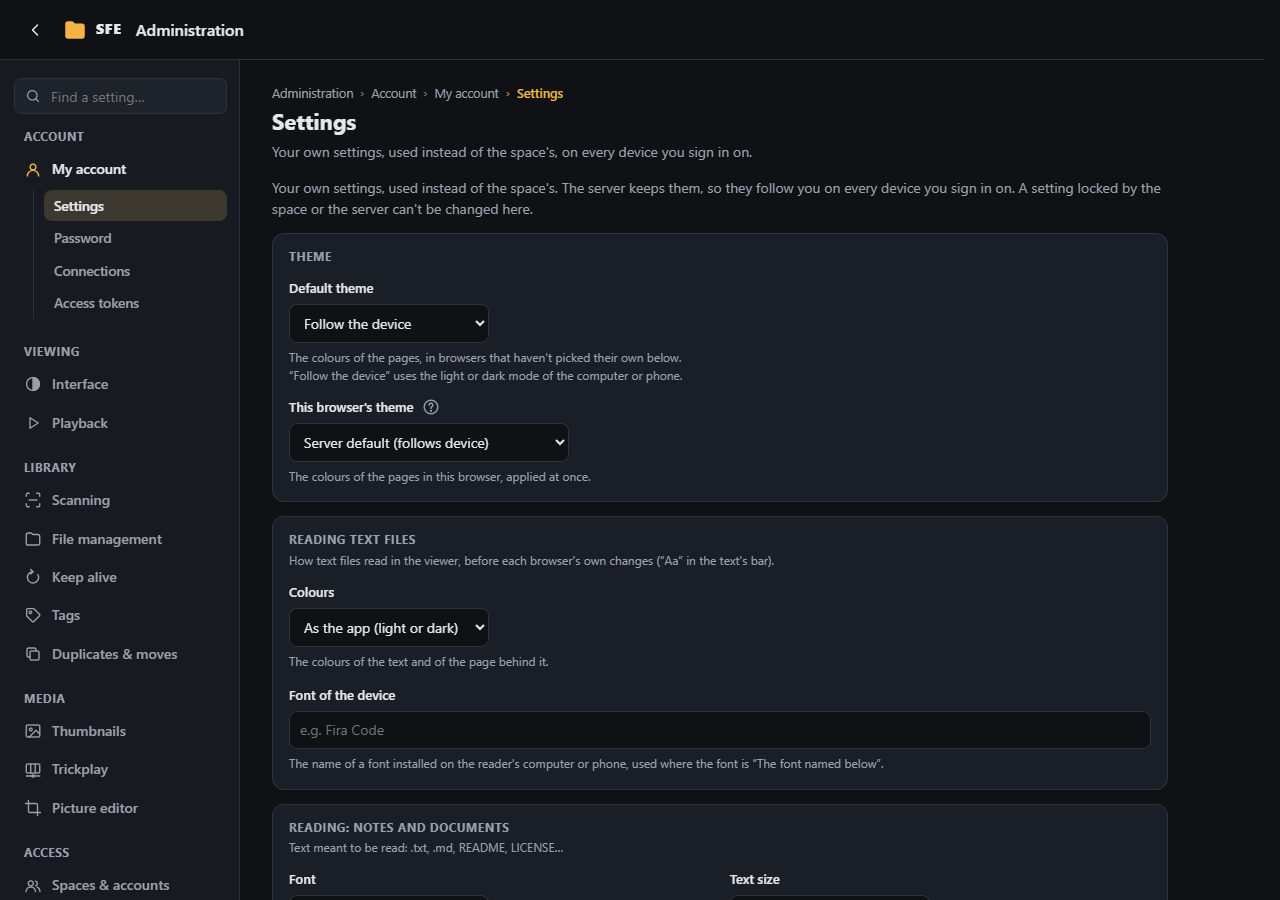 SFE Administration
Find a setting...
ACCOUNT
My account
Settings
Password
Connections
Access tokens
VIEWING
Interface
Playback
LIBRARY
Scanning
File management
Keep alive
Tags
Duplicates & moves
MEDIA
Thumbnails
Trickplay
Picture editor
ACCESS
Spaces & accounts
Administration › Account › My account › Settings
Settings
Your own settings, used instead of the space's, on every device you sign in on.
Your own settings, used instead of the space's. The server keeps them, so they follow you on every device you sign in on. A setting locked by the
space or the server can't be changed here.
THEME
Default theme
Follow the device
The colours of the pages, in browsers that haven't picked their own below.
“Follow the device” uses the light or dark mode of the computer or phone.
This browser's theme ?
Server default (follows device)
The colours of the pages in this browser, applied at once.
READING TEXT FILES
How text files read in the viewer, before each browser's own changes (“Aa” in the text's bar).
Colours
As the app (light or dark)
The colours of the text and of the page behind it.
Font of the device
e.g. Fira Code
The name of a font installed on the reader's computer or phone, used where the font is “The font named below”.
READING: NOTES AND DOCUMENTS
Text meant to be read: .txt, .md, README, LICENSE...
Font
Text size